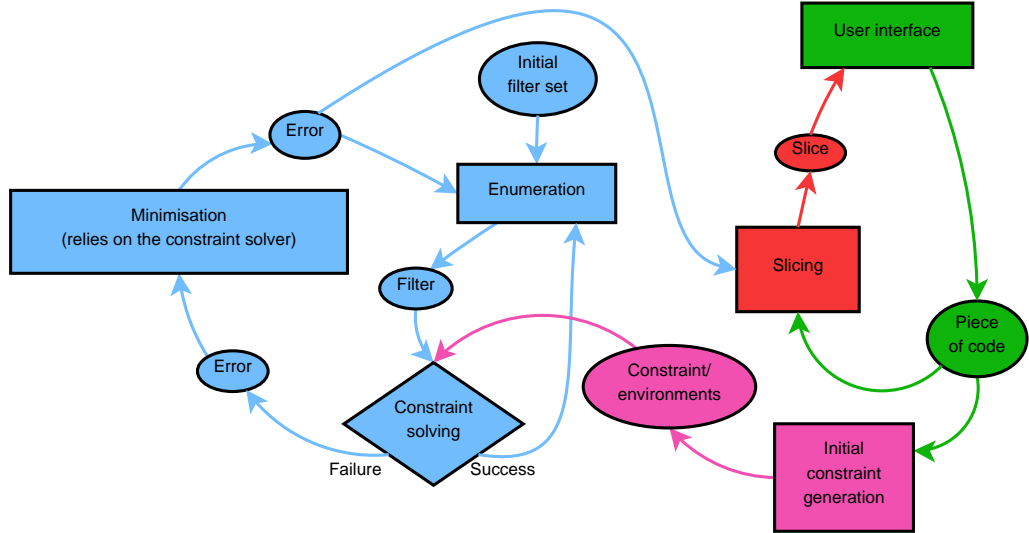 User interface
Initial
filter set
Error
Slice
Enumeration
Minimisation
(relies on the constraint solver)
Slicing
Filter
Piece
of code
Error
Constraint/
environments
Constraint
solving
Failure
Success
Initial
constraint
generation